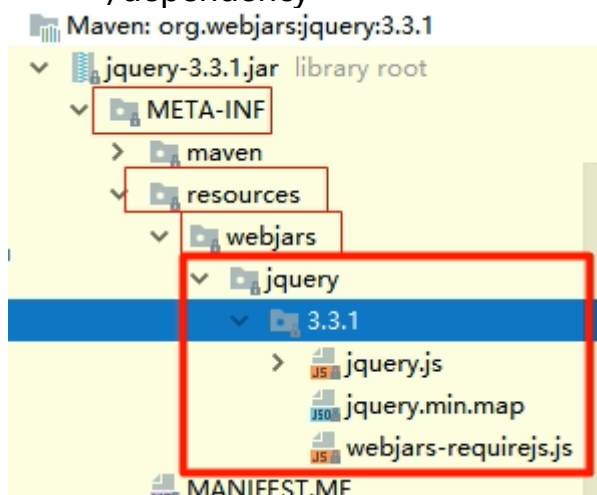 /dependency
Maven: org.webjars:jquery:3.3.1
jquery-3.3.1.jar library root
META-INF
maven
resources
webjars
jquery
3.3.1
jquery.js
jquery.min.map
webjars-requirejs.js
MANIFEST.MF